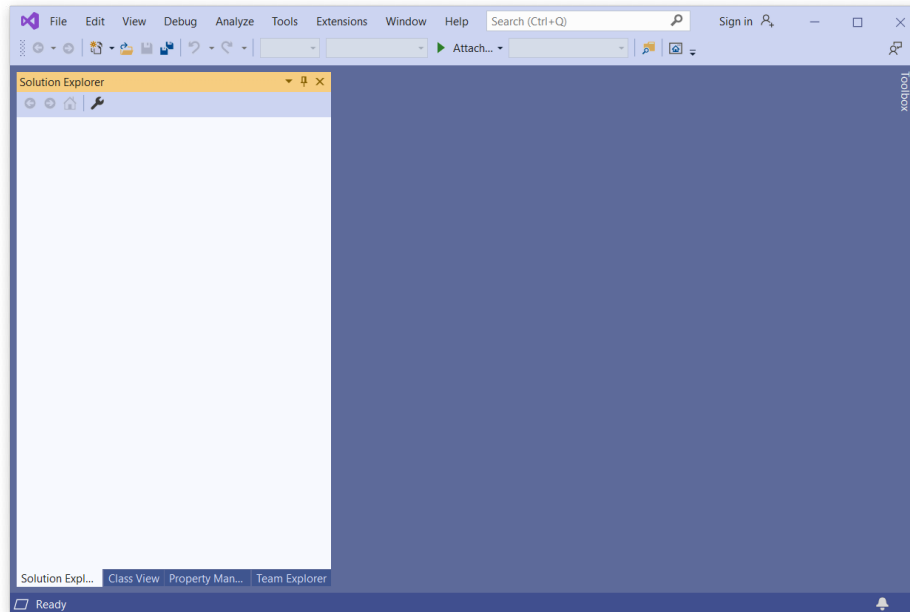 File Edit View Debug Analyze Tools Extensions Window Help Search (Ctrl+Q) Sign in
Attach...
Solution Explorer
Toolbox
Solution Expl... Class View Property Man... Team Explorer
Ready